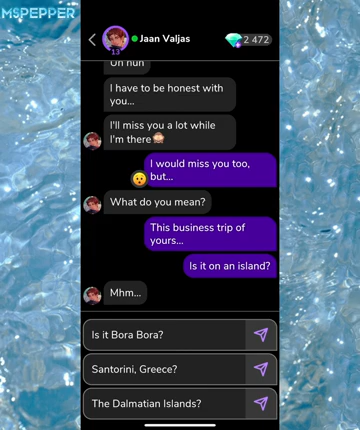 MSPEPPER
Jaan Valjas
2 472
13
Uh huh
I have to be honest with
you...
I'll miss you a lot while
I'm there🙊
I would miss you too,
but...
What do you mean?
This business trip of
yours...
Is it on an island?
Mhm...
Is it Bora Bora?
Santorini, Greece?
The Dalmatian Islands?